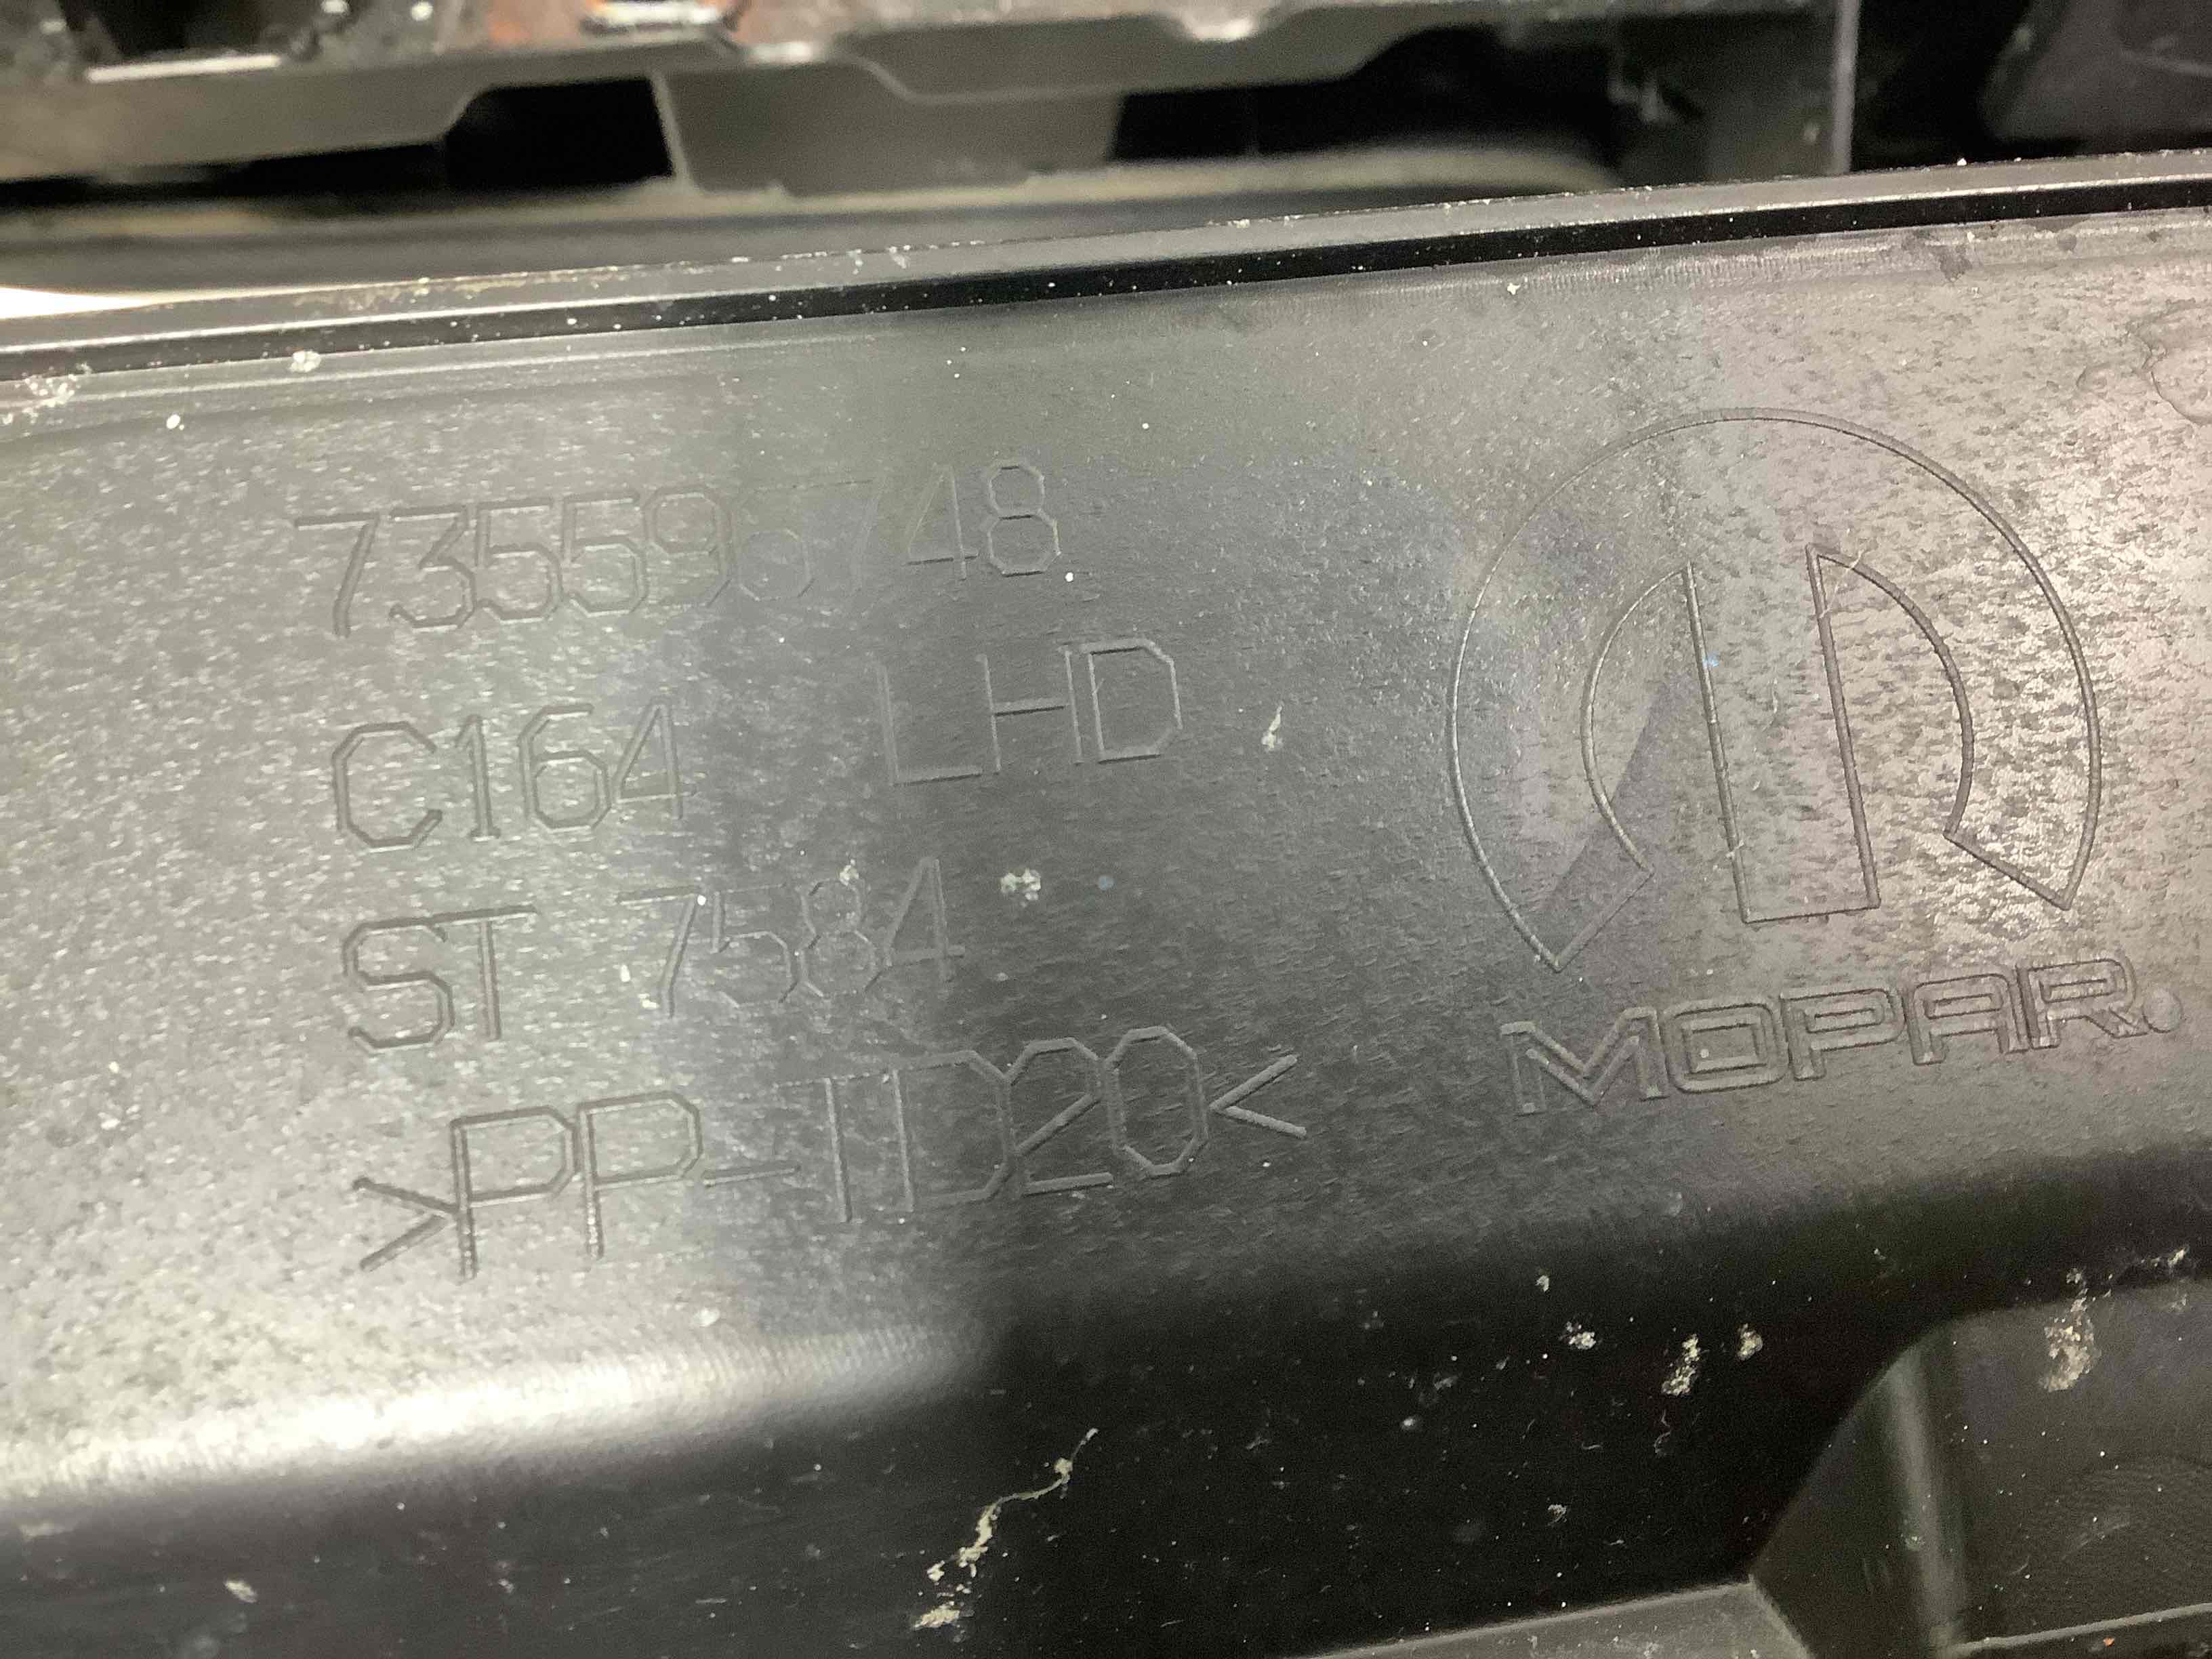 735596748
C164 LHD
ST 7584
>PP-TD20<
MOPAR.